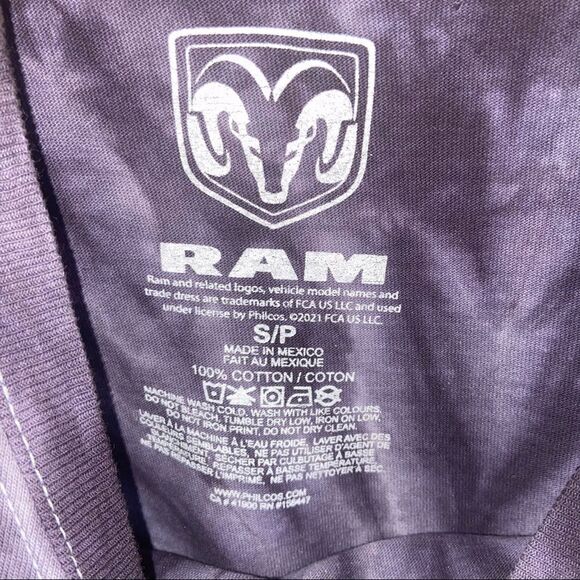 RAM
Ram and related logos, vehicle model names and
trade dress are trademarks of FCA US LLC and used
under license by Philcos. ©2021 FCA US LLC.
S/P
MADE IN MEXICO
FAIT AU MEXIQUE
100% COTTON / COTON
MACHINE WASH COLD, WASH WITH LIKE COLOURS,
DO NOT BLEACH, TUMBLE DRY LOW, IRON ON LOW,
DO NOT IRON PRINT, DO NOT DRY CLEAN.
LAVER À LA MACHINE À L'EAU FROIDE, LAVER AVEC DES
COULEURS SEMBLABLES, NE PAS UTILISER D'AGENT DE
BLANCHIMENT, SÉCHER PAR CULBUTAGE À BASSE
TEMPÉRATURE, REPASSER À BASSE TEMPÉRATURE,
NE PAS REPASSER L'IMPRIMÉ, NE PAS NETTOYER À SEC.
WWW.PHILCOS.COM
CA # 41900 RN #156447